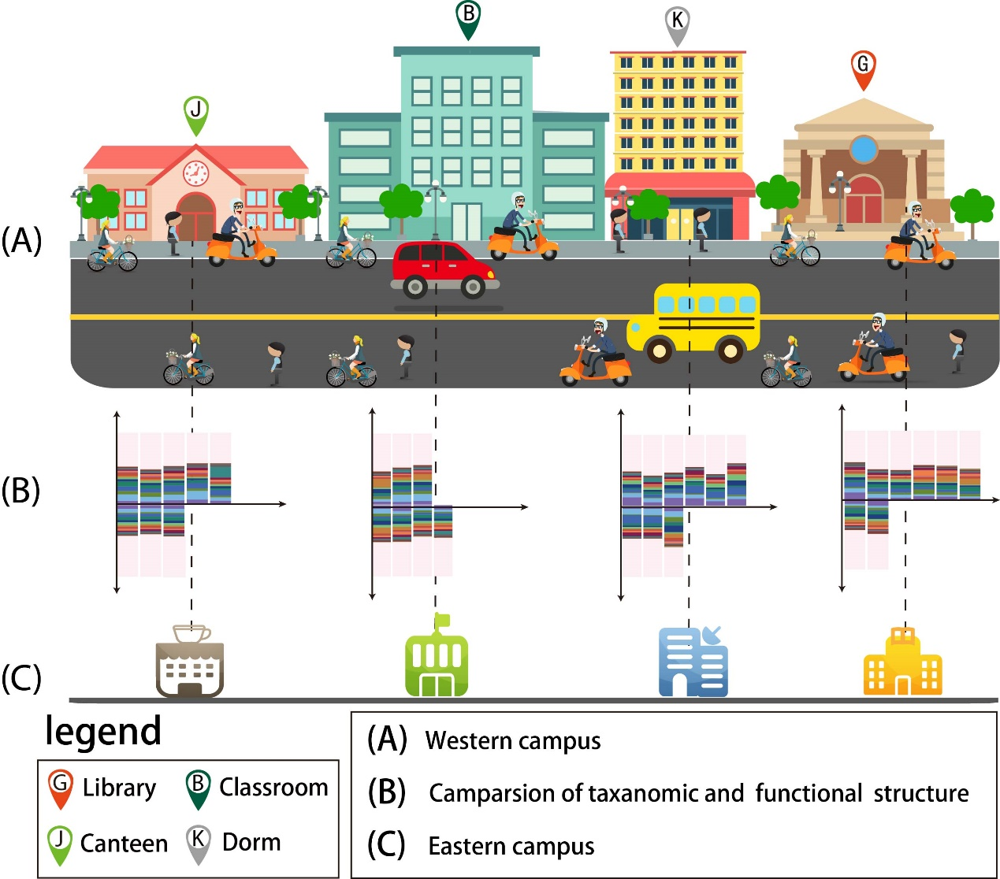 B
K
G
J
(A)
(B)
(C)
legend
G Library
B Classroom
J Canteen
K Dorm
(A) Western campus
(B) Camparsion of taxanomic and functional structure
(C) Eastern campus